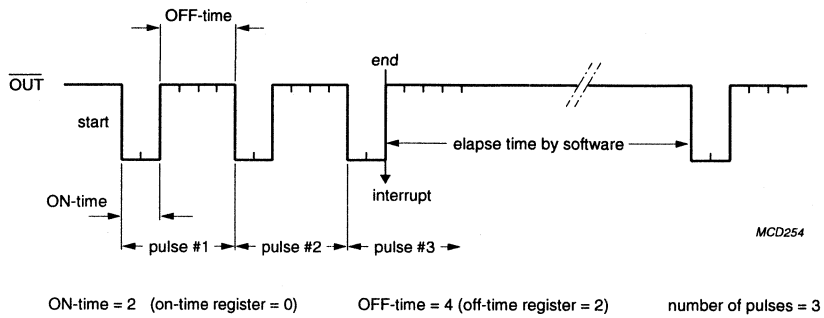 OFF-time
end
OUT
start
elapse time by software
interrupt
ON-time
pulse #1 pulse #2 pulse #3
MCD254
ON-time = 2 (on-time register = 0) OFF-time = 4 (off-time register = 2) number of pulses = 3